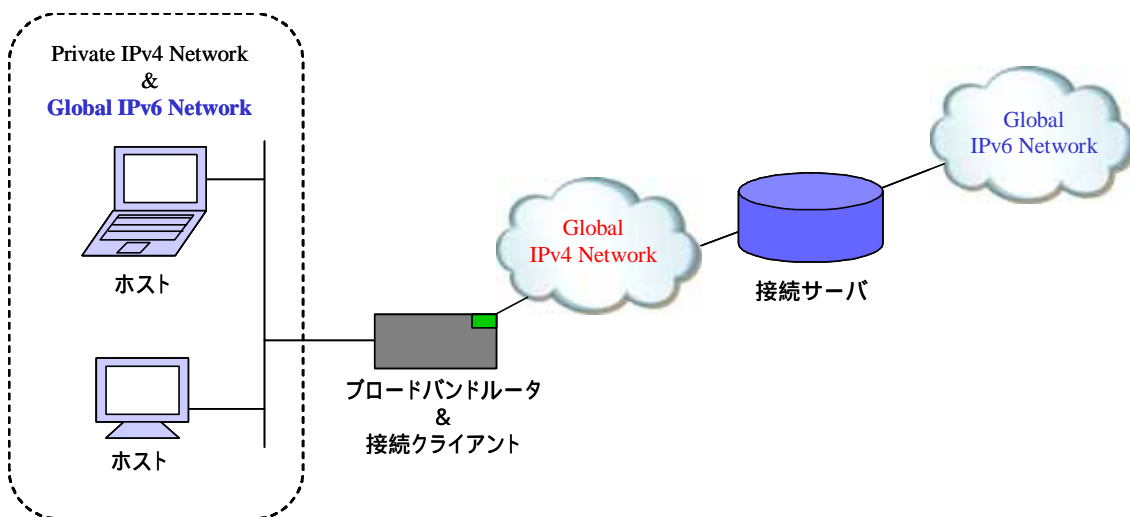 Private IPv4 Network
&
Global IPv6 Network
ホスト
ホスト
ブロードバンドルータ
&
接続クライアント
Global
IPv4 Network
接続サーバ
Global
IPv6 Network